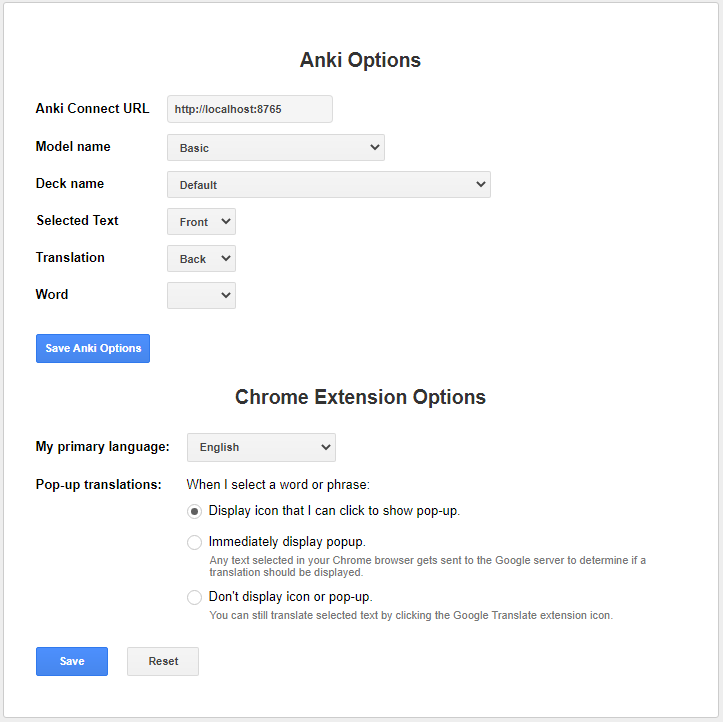 Anki Options
Anki Connect URL http://localhost:8765
Model name Basic
Deck name Default
Selected Text Front
Translation Back
Word
Save Anki Options
Chrome Extension Options
My primary language: English
Pop-up translations: When I select a word or phrase:
Display icon that I can click to show pop-up.
Immediately display popup.
Any text selected in your Chrome browser gets sent to the Google server to determine if a
translation should be displayed.
Don't display icon or pop-up.
You can still translate selected text by clicking the Google Translate extension icon.
Save Reset